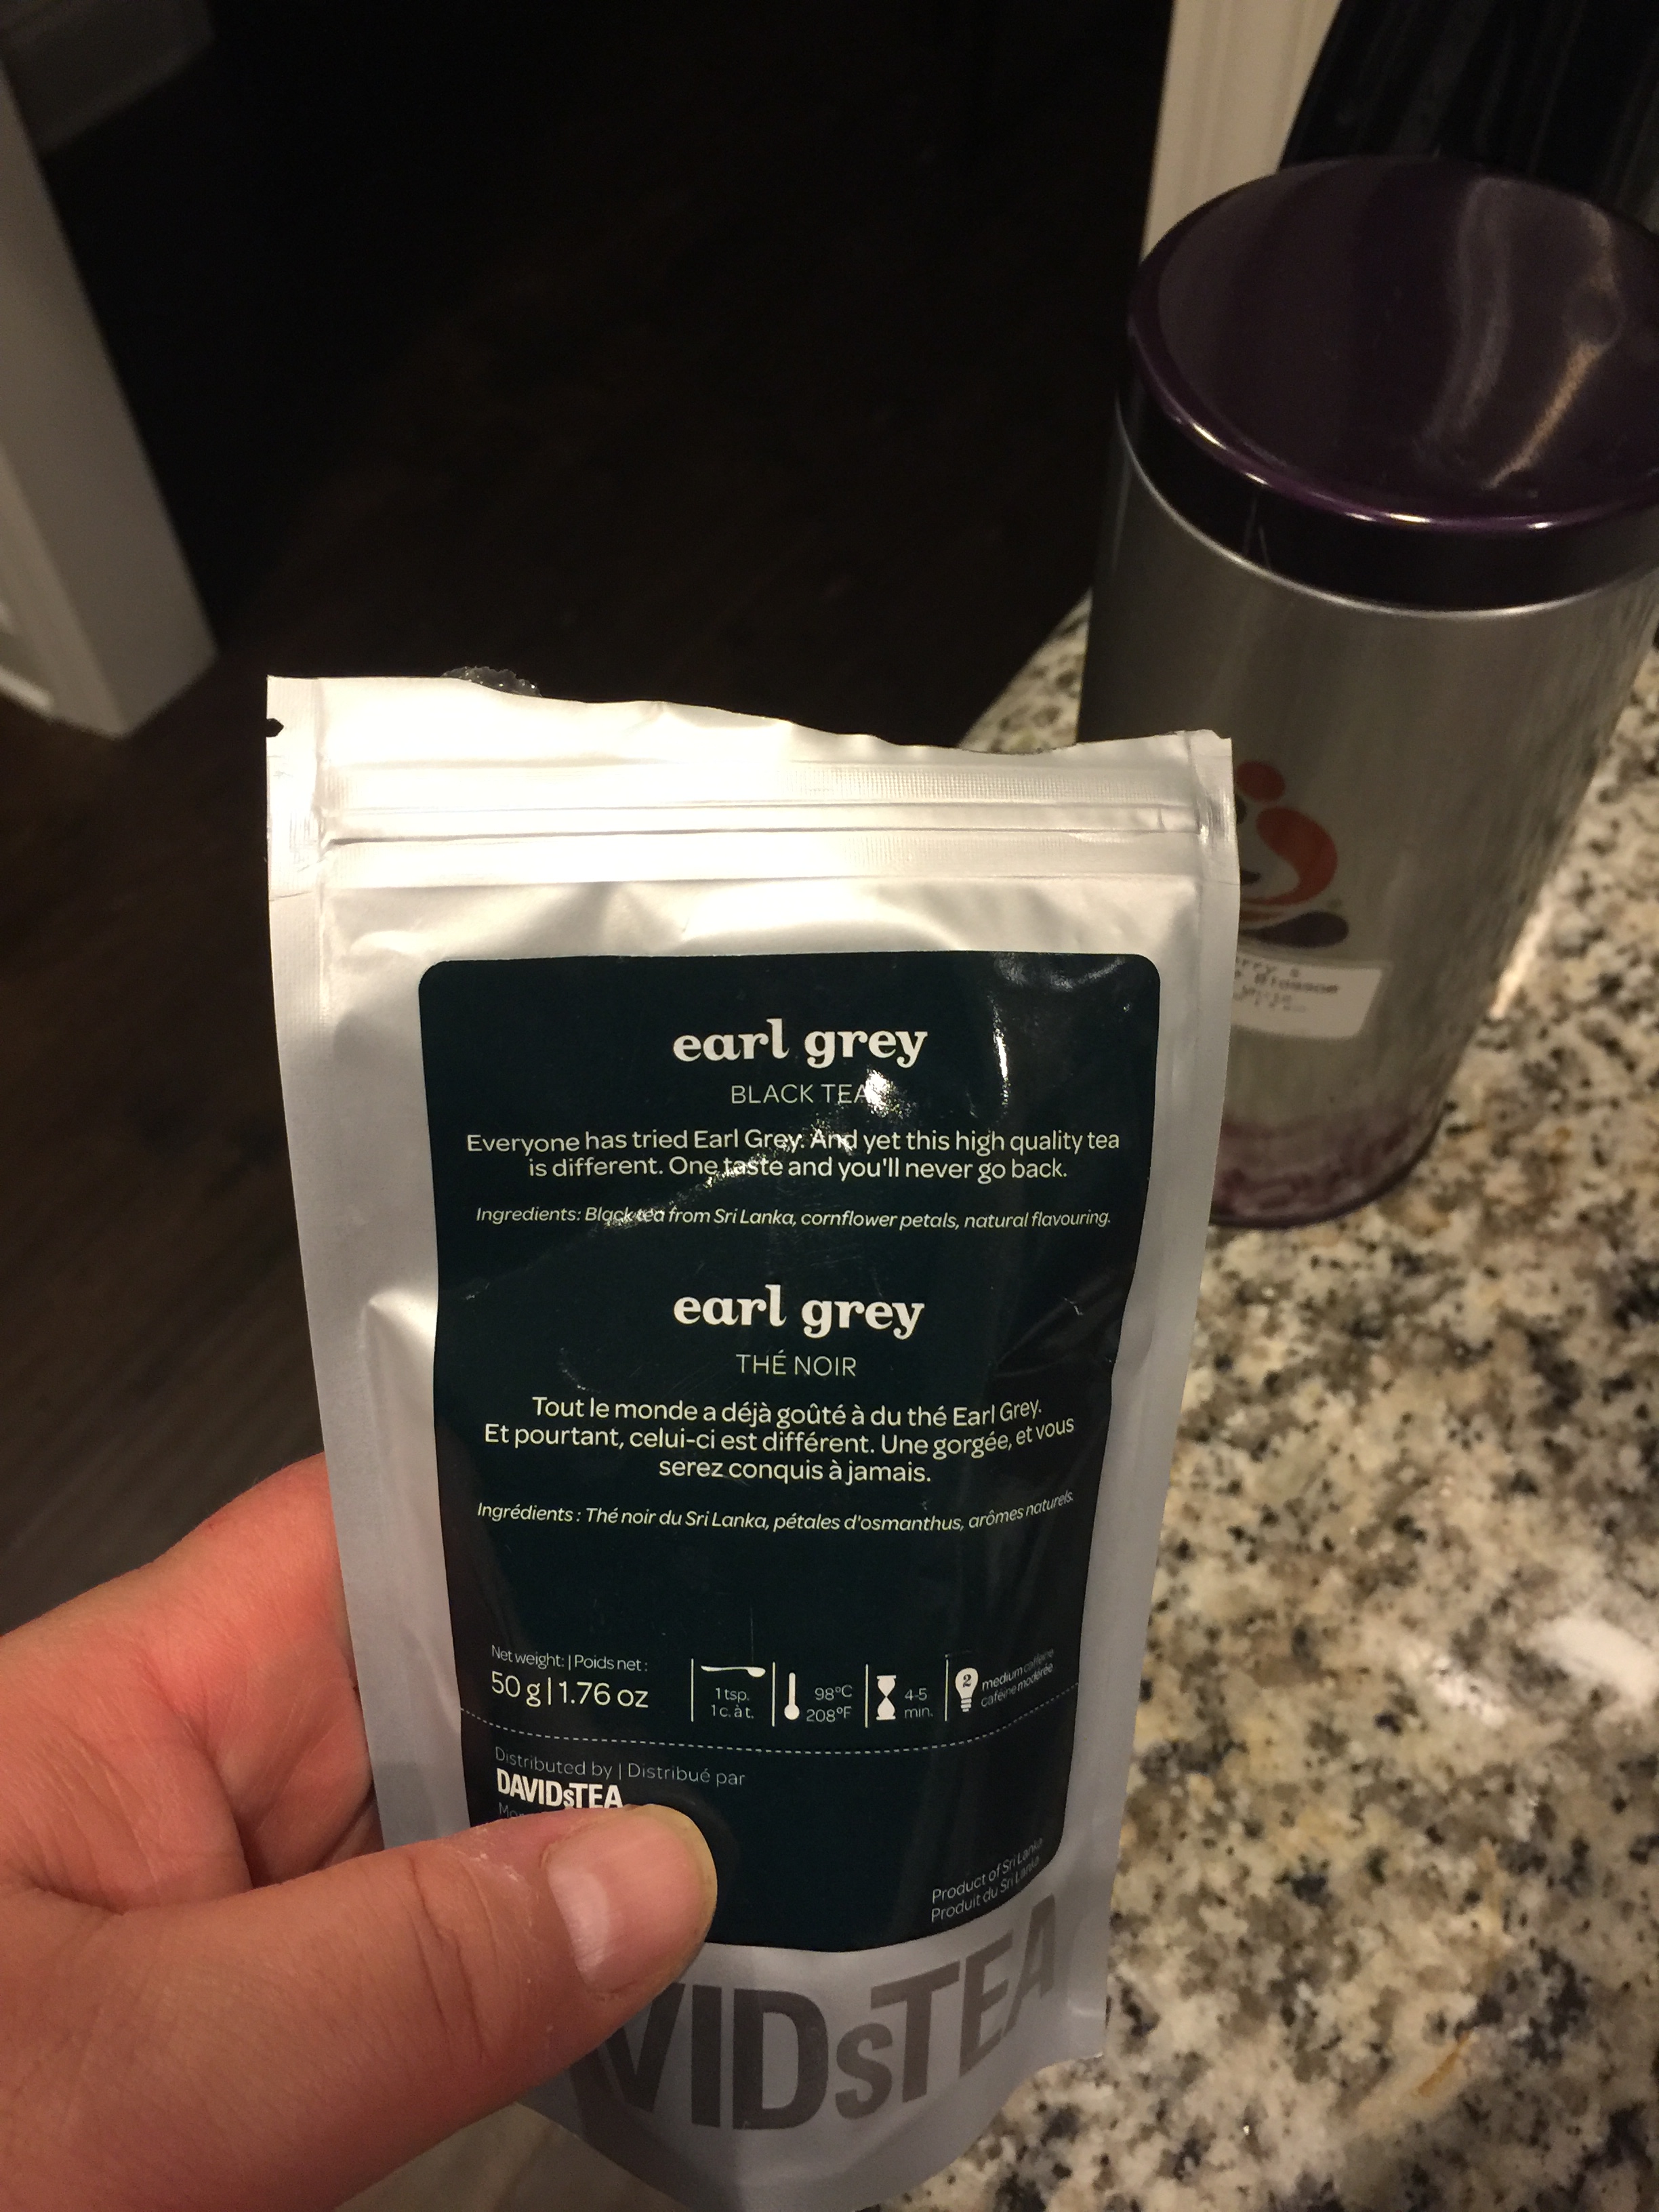 earl grey
BLACK TEA
Everyone has tried Earl Grey. And yet this high quality tea
is different. One taste and you'll never go back.
Ingredients: Black tea from Sri Lanka, cornflower petals, natural flavouring.
earl grey
THÉ NOIR
Tout le monde a déjà goûté à du thé Earl Grey.
Et pourtant, celui-ci est différent. Une gorgée, et vous
serez conquis à jamais.
Ingrédients : Thé noir du Sri Lanka, pétales d'osmanthus, arômes naturels.
Net weight: | Poids net :
50 g | 1.76 oz
1 tsp.
1 c. à t.
98°C
208°F
4-5
min.
2
medium caffeine
caféine modérée
Distributed by | Distribué par
DAVIDsTEA
Product of Sri Lanka
Produit du Sri Lanka
VIDsTEA